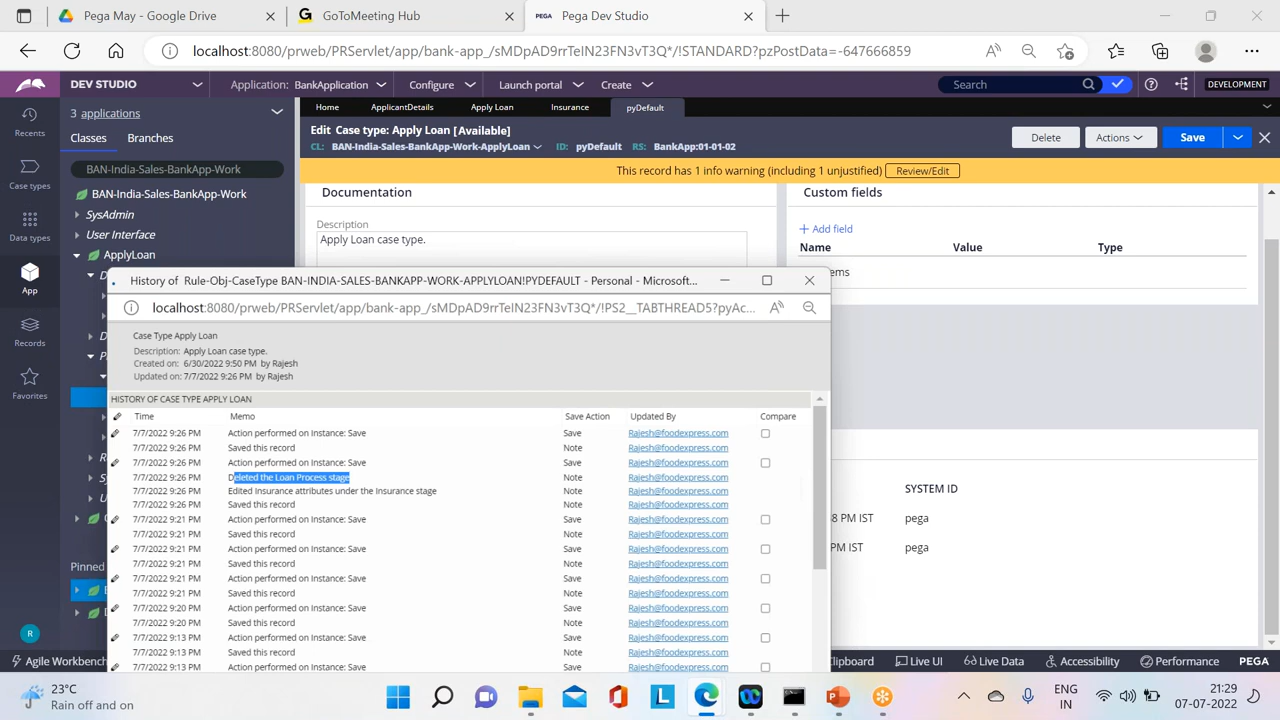 Pega May - Google Drive
GoToMeeting Hub
PEGA Pega Dev Studio
localhost:8080/prweb/PRServlet/app/bank-app_/sMDpAD9rrTeIN23FN3vT3Q*/!STANDARD?pzPostData=-647666859
DEV STUDIO Application: BankApplication Configure Launch portal Create Search DEVELOPMENT
3 applications
Classes Branches
Recents
Case types
Data types
App
Records
Favorites
BAN-India-Sales-BankApp-Work
BAN-India-Sales-BankApp-Work
SysAdmin
User Interface
ApplyLoan
D
D
P
R
Pinned
R
Home ApplicantDetails Apply Loan Insurance pyDefault
Edit Case type: Apply Loan [Available]
CL: BAN-India-Sales-BankApp-Work-ApplyLoan ID: pyDefault RS: BankApp:01-01-02
Delete Actions Save
This record has 1 info warning (including 1 unjustified) Review/Edit
Documentation
Description
Apply Loan case type.
Custom fields
Add field
Name Value Type
ems
SYSTEM ID
8 PM IST pega
PM IST pega
History of Rule-Obj-CaseType BAN-INDIA-SALES-BANKAPP-WORK-APPLYLOAN!PYDEFAULT - Personal - Microsoft...
localhost:8080/prweb/PRServlet/app/bank-app_/sMDpAD9rrTeIN23FN3vT3Q*/!PS2__TABTHREAD5?pyAc...
Case Type Apply Loan
Description: Apply Loan case type.
Created on: 6/30/2022 9:50 PM by Rajesh
Updated on: 7/7/2022 9:26 PM by Rajesh
HISTORY OF CASE TYPE APPLY LOAN
Time Memo Save Action Updated By Compare
7/7/2022 9:26 PM Action performed on Instance: Save Save Rajesh@foodexpress.com
7/7/2022 9:26 PM Saved this record Note Rajesh@foodexpress.com
7/7/2022 9:26 PM Action performed on Instance: Save Save Rajesh@foodexpress.com
7/7/2022 9:26 PM Deleted the Loan Process stage Note Rajesh@foodexpress.com
7/7/2022 9:26 PM Edited Insurance attributes under the Insurance stage Note Rajesh@foodexpress.com
7/7/2022 9:26 PM Saved this record Note Rajesh@foodexpress.com
7/7/2022 9:21 PM Action performed on Instance: Save Save Rajesh@foodexpress.com
7/7/2022 9:21 PM Saved this record Note Rajesh@foodexpress.com
7/7/2022 9:21 PM Action performed on Instance: Save Save Rajesh@foodexpress.com
7/7/2022 9:21 PM Saved this record Note Rajesh@foodexpress.com
7/7/2022 9:21 PM Action performed on Instance: Save Save Rajesh@foodexpress.com
7/7/2022 9:21 PM Saved this record Note Rajesh@foodexpress.com
7/7/2022 9:20 PM Action performed on Instance: Save Save Rajesh@foodexpress.com
7/7/2022 9:20 PM Saved this record Note Rajesh@foodexpress.com
7/7/2022 9:13 PM Action performed on Instance: Save Save Rajesh@foodexpress.com
7/7/2022 9:13 PM Saved this record Note Rajesh@foodexpress.com
7/7/2022 9:13 PM Action performed on Instance: Save Save Rajesh@foodexpress.com
Agile Workbench
Clipboard Live UI Live Data Accessibility Performance PEGA
23°C
Rain off and on
ENG
IN
21:29
07-07-2022